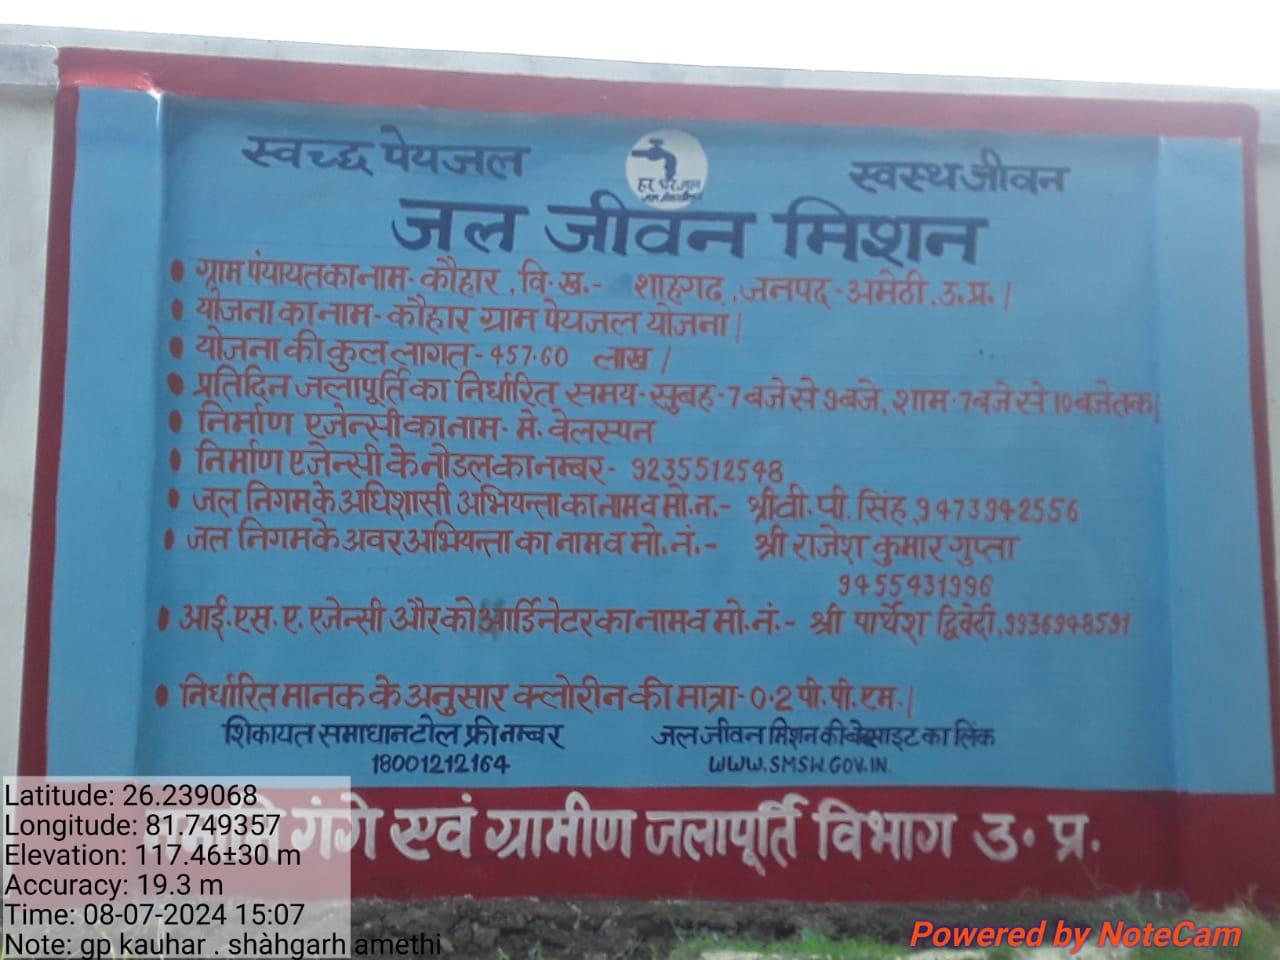 स्वच्छ पेयजल
हर घर जल
स्वस्थ जीवन
जल जीवन मिशन
• ग्राम पंचायत का नाम- कौहार, वि.ख.- शाहगढ, जनपद-अमेठी, उ.प्र.|
• योजना का नाम- कौहार ग्राम पेयजल योजना|
• योजना की कुल लागत-457.60 लाख |
• प्रतिदिन जलापूर्ति का निर्धारित समय-सुबह-7 बजे से 9 बजे, शाम-7 बजे से 10 बजे तक|
• निर्माण एजेन्सी का नाम- मे. वेलस्पन
• निर्माण एजेन्सी के नोडल का नम्बर- 9235512548
• जल निगम के अधिशासी अभियन्ता का नाम व मो.न.- श्री वी.पी. सिंह,9473942556
• जल निगम के अवर अभियन्ता का नाम व मो.नं.- श्री राजेश कुमार गुप्ता
9455431996
• आई.एस.ए. एजेन्सी और कोआर्डिनेटर का नाम व मो.नं.- श्री पार्थेश द्विवेदी,9936948591
• निर्धारित मानक के अनुसार क्लोरीन की मात्रा-0.2 पी.पी.एम.|
शिकायत समाधान टोल फ्री नम्बर
18001212164
जल जीवन मिशन की वेबसाइट का लिंक
WWW.SMSW.GOV.IN.
गंगे एवं ग्रामीण जलापूर्ति विभाग उ. प्र.
Latitude: 26.239068
Longitude: 81.749357
Elevation: 117.46±30 m
Accuracy: 19.3 m
Time: 08-07-2024 15:07
Note: gp kauhar . shàhgarh amethi
Powered by NoteCam